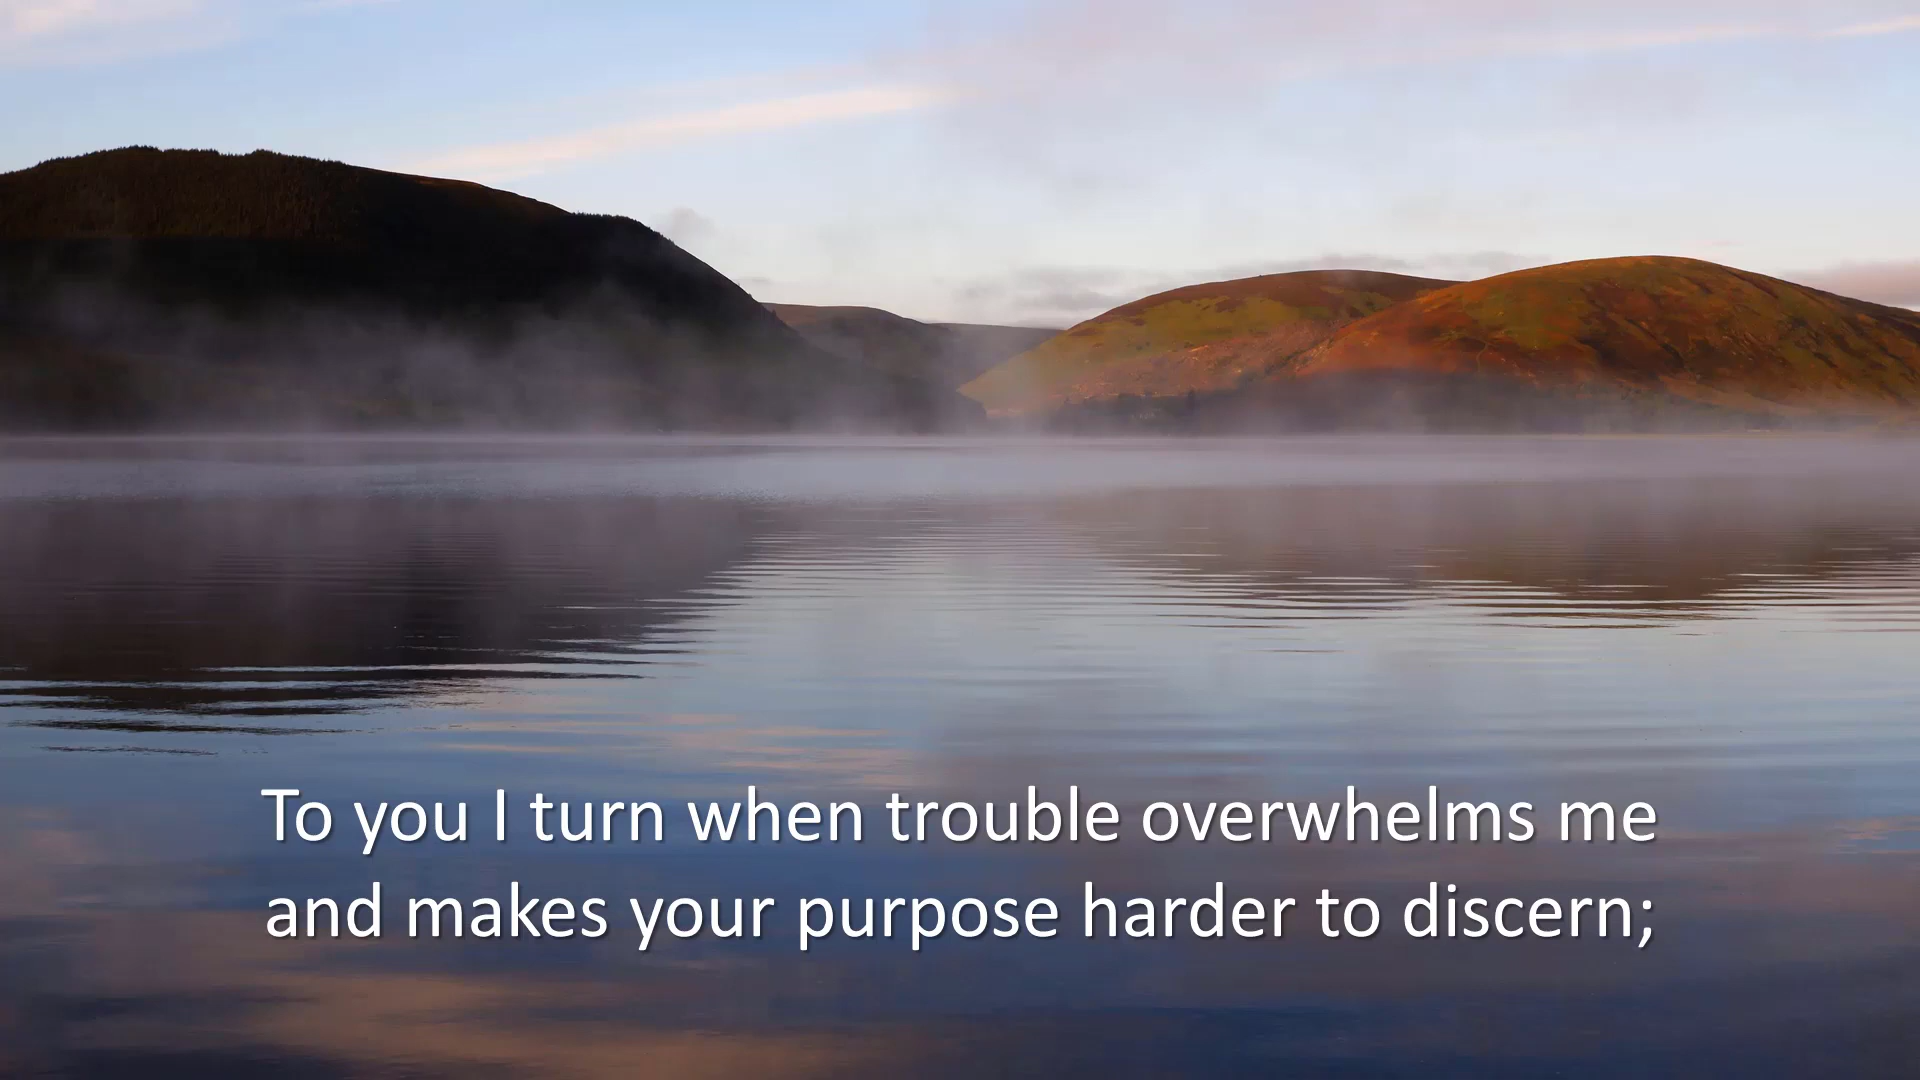 To you I turn when trouble overwhelms me
and makes your purpose harder to discern;